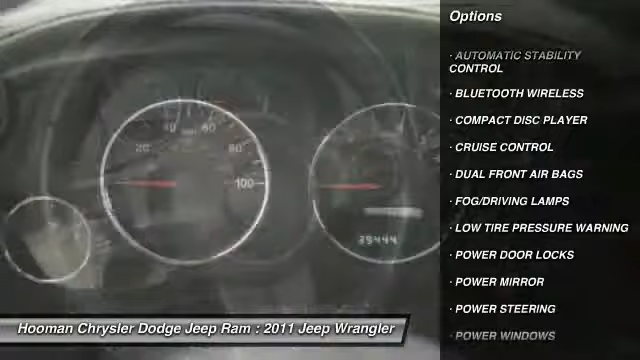 Options
· AUTOMATIC STABILITY
CONTROL
· BLUETOOTH WIRELESS
· COMPACT DISC PLAYER
· CRUISE CONTROL
· DUAL FRONT AIR BAGS
· FOG/DRIVING LAMPS
· LOW TIRE PRESSURE WARNING
· POWER DOOR LOCKS
· POWER MIRROR
· POWER STEERING
· POWER WINDOWS
20
40
60
80
100
39444
Hooman Chrysler Dodge Jeep Ram : 2011 Jeep Wrangler